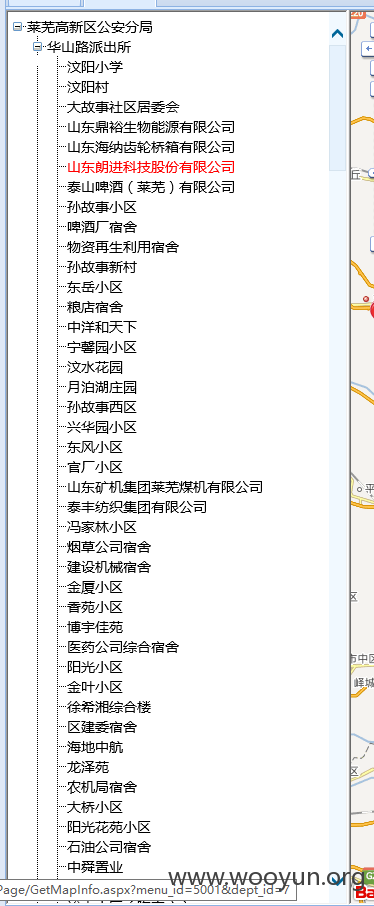 莱芜高新区公安分局
华山路派出所
汶阳小学
汶阳村
大故事社区居委会
山东鼎裕生物能源有限公司
山东海纳齿轮桥箱有限公司
山东朗进科技股份有限公司
泰山啤酒（莱芜）有限公司
孙故事小区
啤酒厂宿舍
物资再生利用宿舍
孙故事新村
东岳小区
粮店宿舍
中洋和天下
宁馨园小区
汶水花园
月泊湖庄园
孙故事西区
兴华园小区
东风小区
官厂小区
山东矿机集团莱芜煤机有限公司
泰丰纺织集团有限公司
冯家林小区
烟草公司宿舍
建设机械宿舍
金厦小区
香苑小区
博宇佳苑
医药公司综合宿舍
阳光小区
金叶小区
徐希湘综合楼
区建委宿舍
海地中航
龙泽苑
农机局宿舍
大桥小区
阳光花苑小区
石油公司宿舍
中舜置业
Page/GetMapInfo.aspx?menu_id=5001&dept_id=7
www.wooyun.org
丘
平
区
市中区
峄城
区
Ba